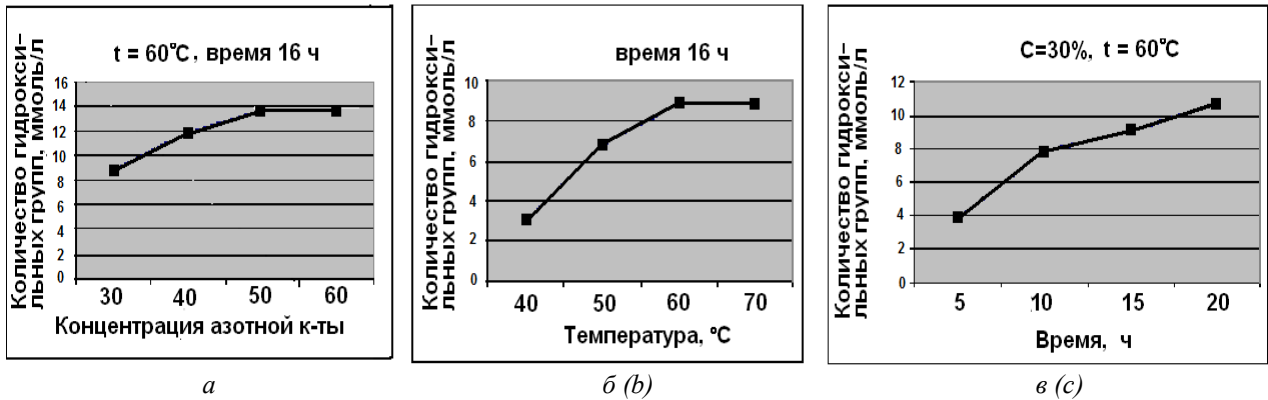 t = 60°C, время 16 ч
Количество гидрокси–
льных групп, ммоль/л
16
14
12
10
8
6
4
2
0
30 40 50 60
Концентрация азотной к-ты
а
время 16 ч
Количество гидрокси–
льных групп, ммоль/л
10
8
6
4
2
0
40 50 60 70
Температура, °С
б (b)
С=30%, t = 60°С
Количество гидрокси–
льных групп, ммоль/л
12
10
8
6
4
2
0
5 10 15 20
Время, ч
в (c)